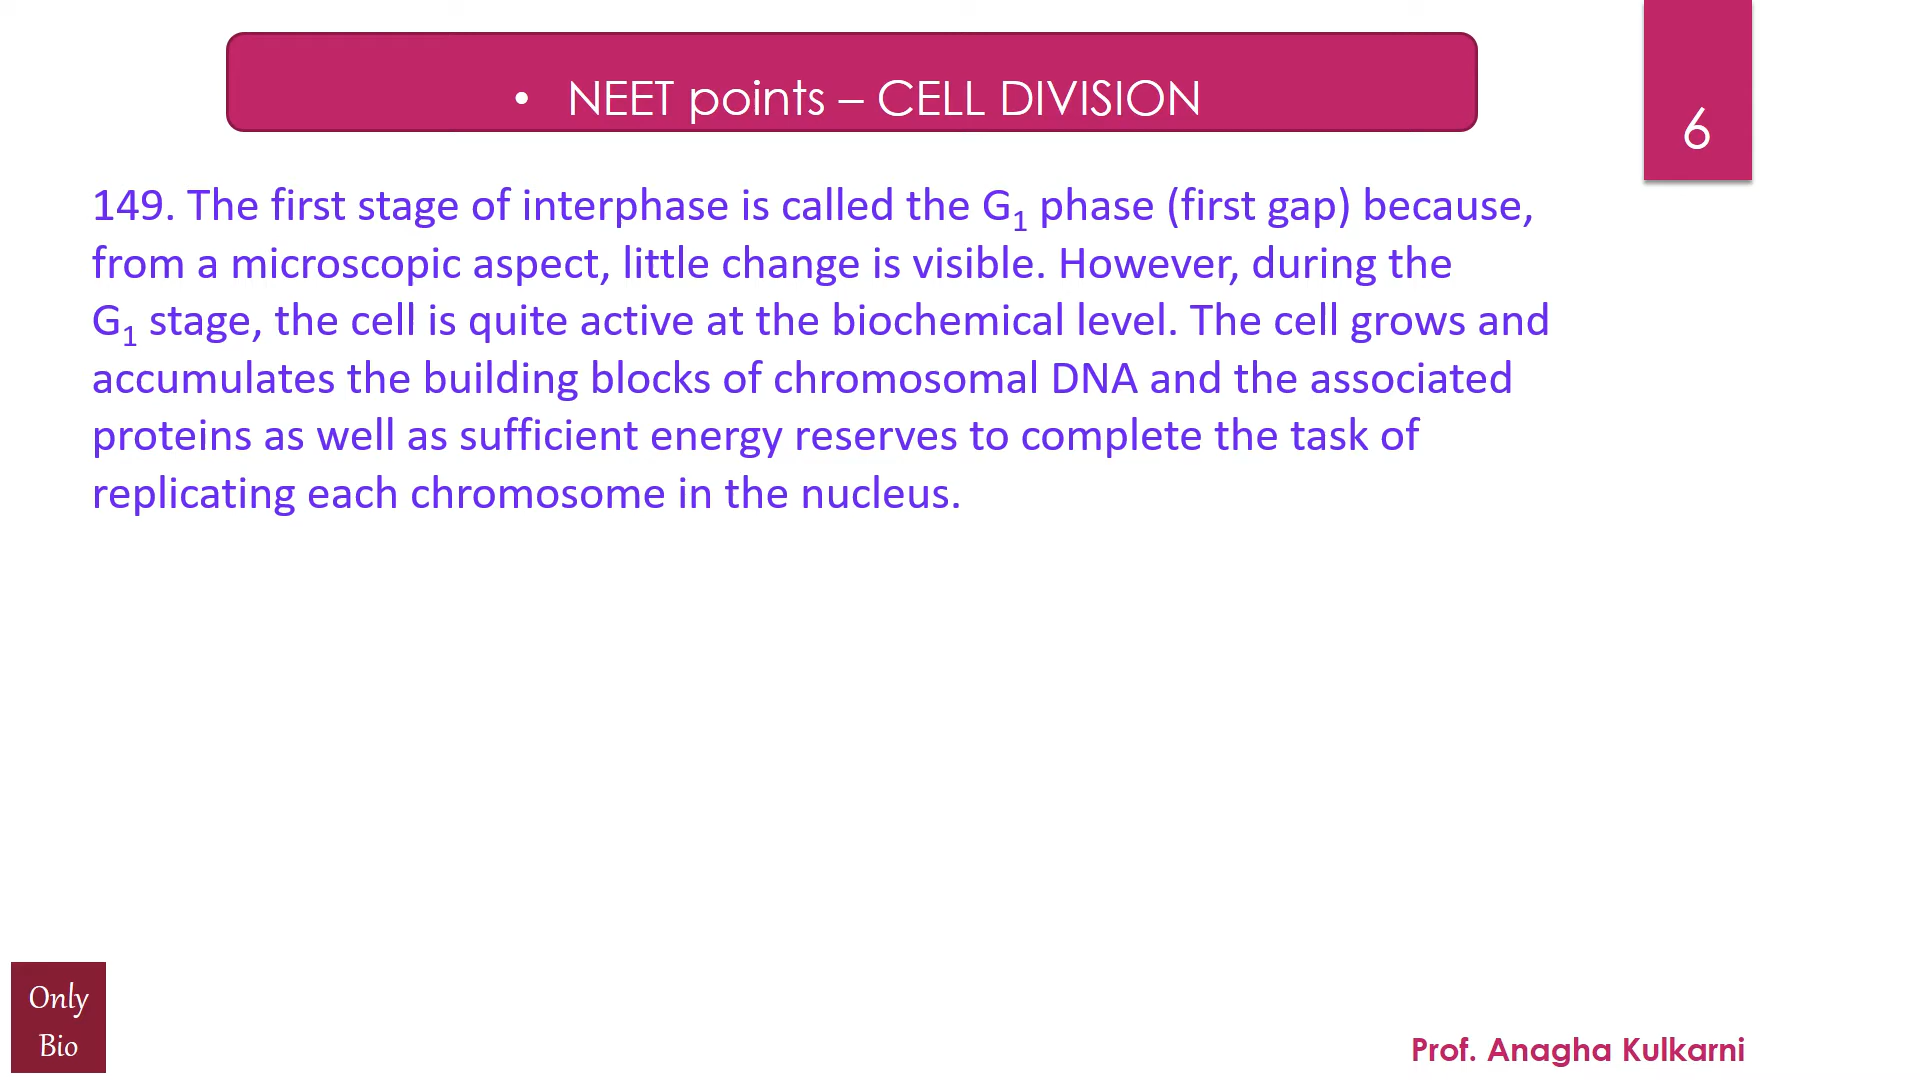 • NEET points – CELL DIVISION
6
149. The first stage of interphase is called the G₁ phase (first gap) because,
from a microscopic aspect, little change is visible. However, during the
G₁ stage, the cell is quite active at the biochemical level. The cell grows and
accumulates the building blocks of chromosomal DNA and the associated
proteins as well as sufficient energy reserves to complete the task of
replicating each chromosome in the nucleus.
Only
Bio
Prof. Anagha Kulkarni